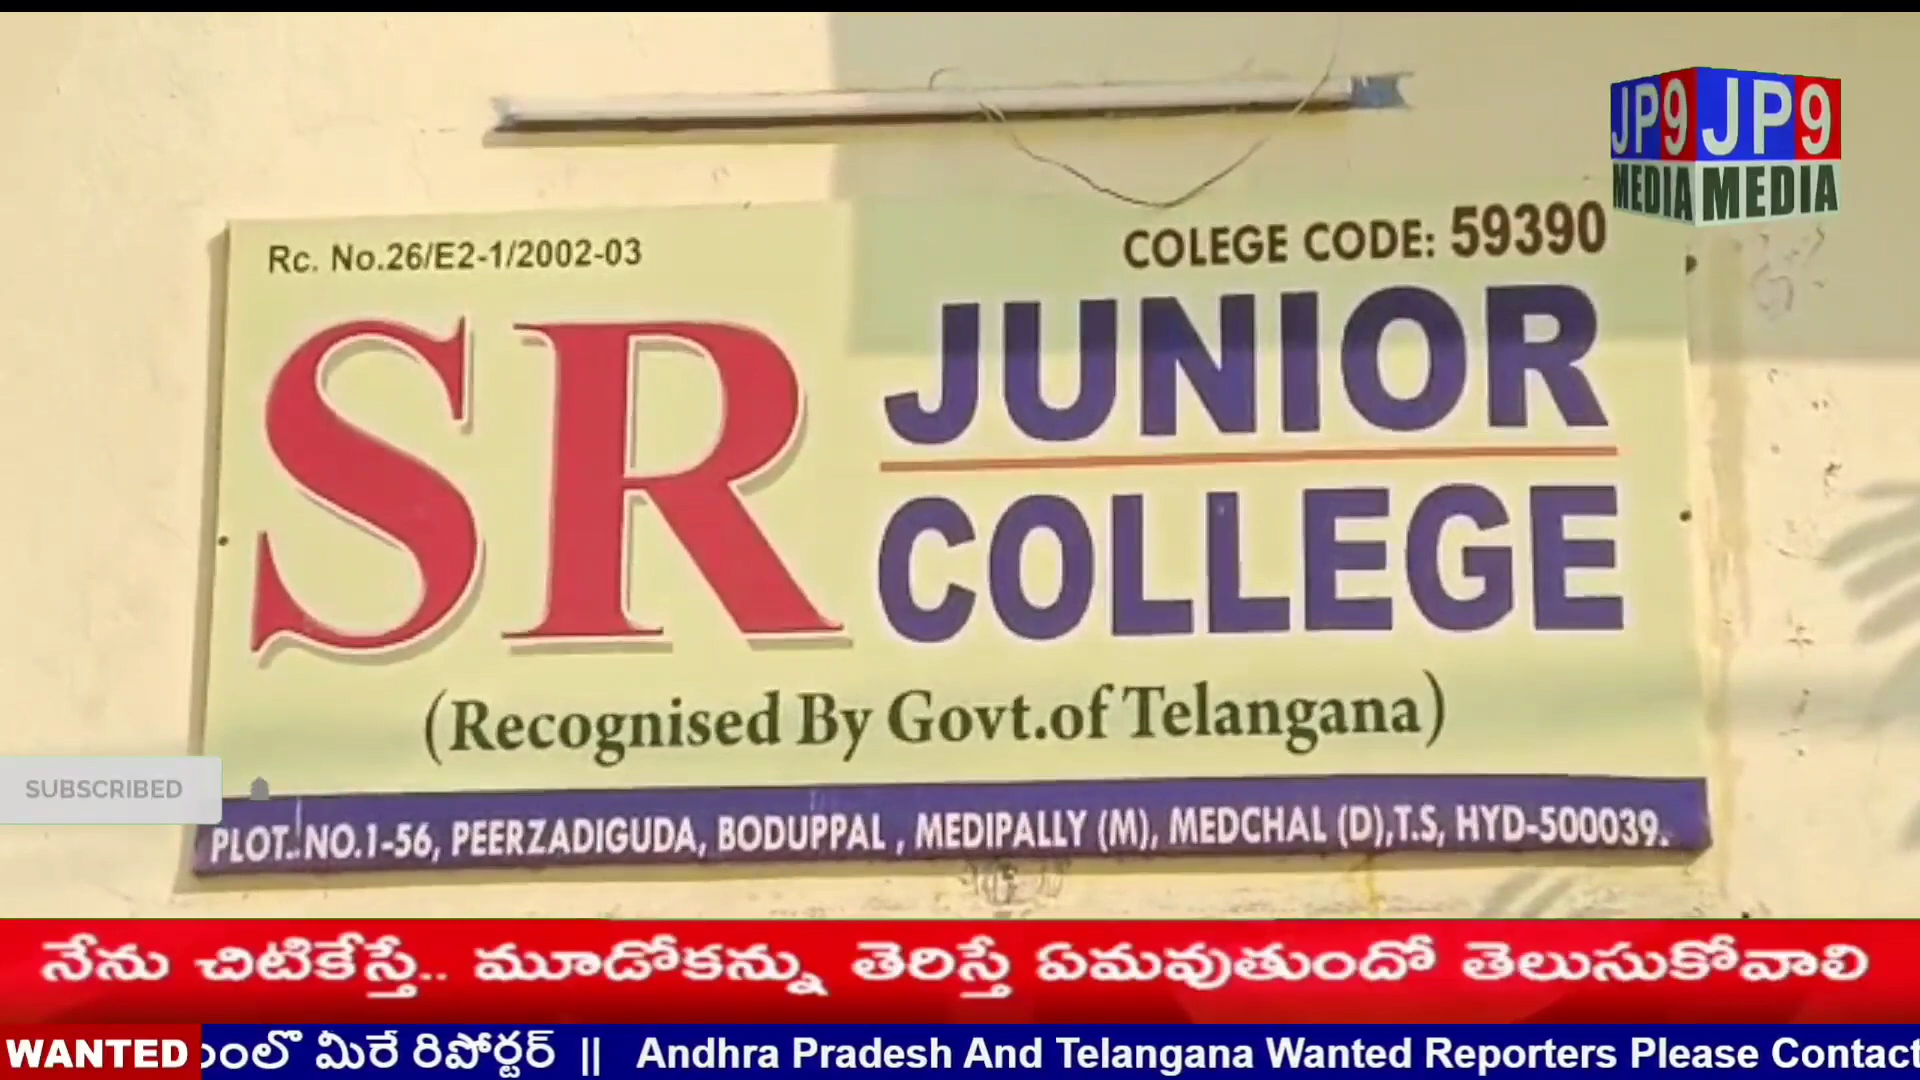 Rc. No.26/E2-1/2002-03
COLEGE CODE: 59390
JP9 JP9
MEDIA MEDIA
SR JUNIOR
COLLEGE
(Recognised By Govt.of Telangana)
SUBSCRIBED
PLOT.NO.1-56, PEERZADIGUDA, BODUPPAL , MEDIPALLY (M), MEDCHAL (D),T.S, HYD-500039.
నేను చిటికేస్తే.. మూడోకన్ను తెరిస్తే ఏమవుతుందో తెలుసుకోవాలి
WANTED మీరే రిపోర్టర్ || Andhra Pradesh And Telangana Wanted Reporters Please Contact